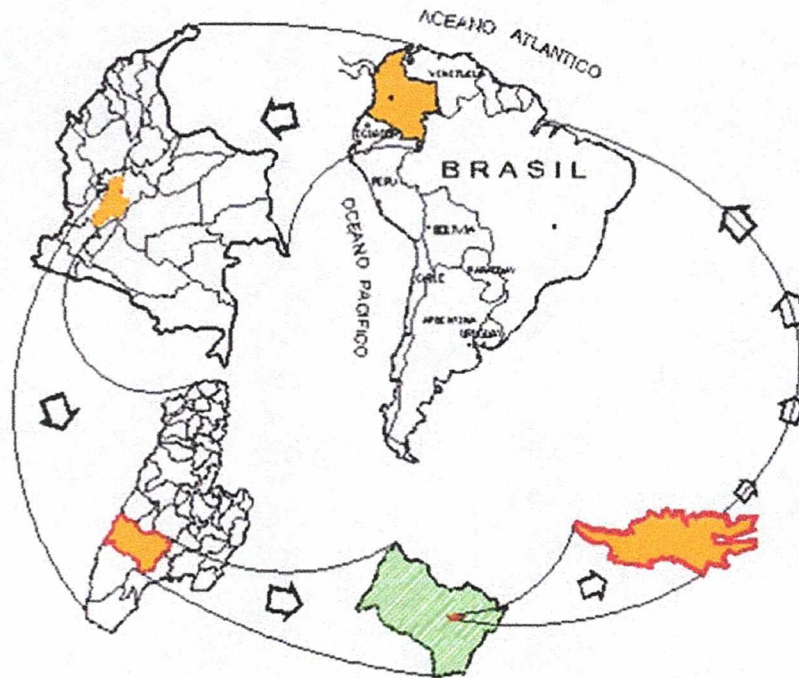 ACEANO ATLANTICO
VENEZUELA
ECUADOR
BRASIL
PERU
OCEANO PACIFICO
BOLIVIA
PARAGUAY
CHILE
ARGENTINA
URUGUAY